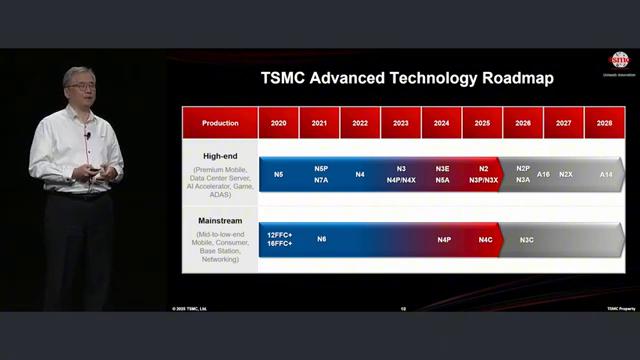 tsmc
Unleash Innovation
TSMC Advanced Technology Roadmap
Production 2020 2021 2022 2023 2024 2025 2026 2027 2028
High-end
(Premium Mobile,
Data Center Server,
AI Accelerator, Game,
ADAS)
N5 N5P N4 N3 N3E N2 N2P A16 N2X A14
N7A N4P/N4X N5A N3P/N3X N3A
Mainstream
(Mid-to-low-end
Mobile, Consumer,
Base Station,
Networking)
12FFC+ N6 N4P N4C N3C
16FFC+
© 2025 TSMC, Ltd.
TSMC Property